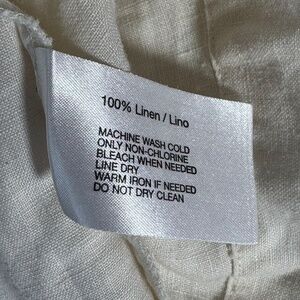 100% Linen / Lino
MACHINE WASH COLD
ONLY NON-CHLORINE
BLEACH WHEN NEEDED
LINE DRY
WARM IRON IF NEEDED
DO NOT DRY CLEAN